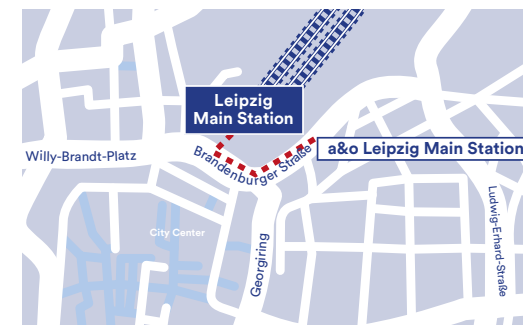 Leipzig
Main Station
Willy-Brandt-Platz
Brandenburger Straße
a&o Leipzig Main Station
City Center
Georgiring
Ludwig-Erhard-Straße